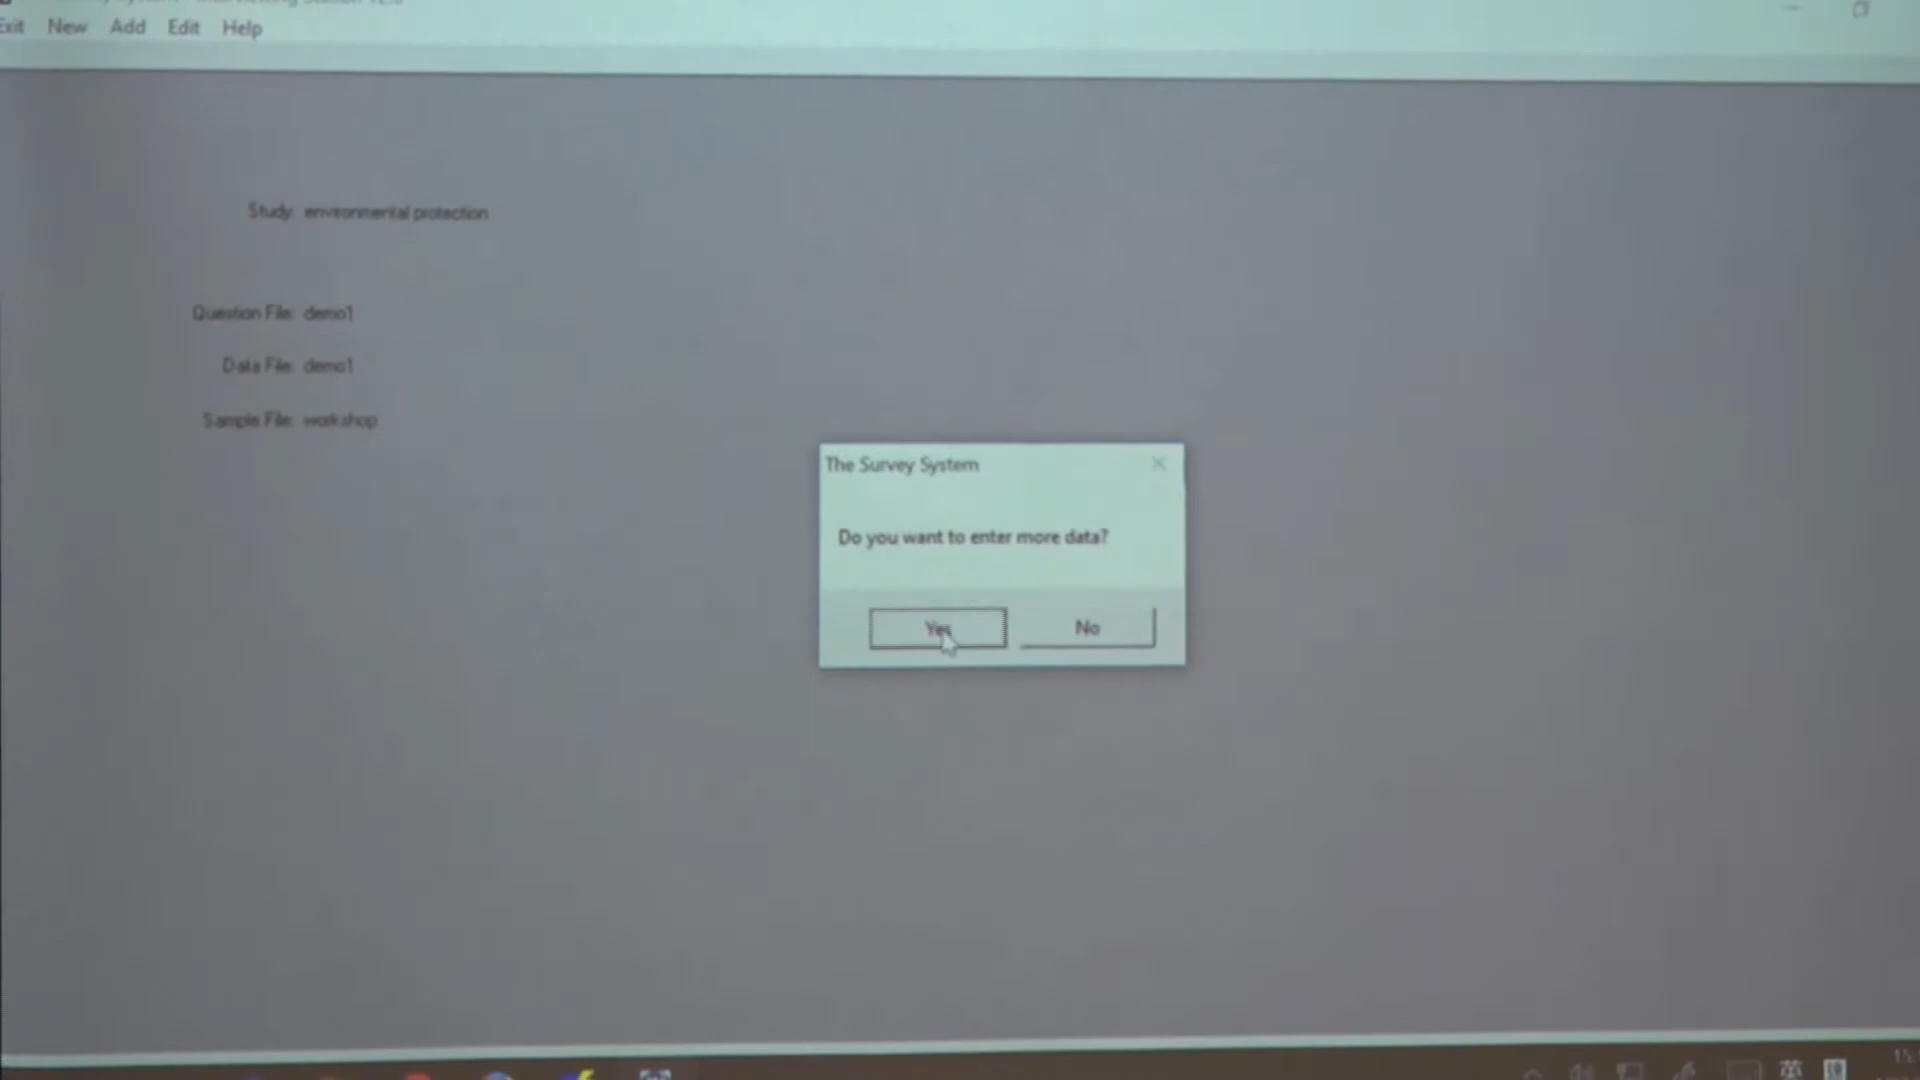 Exit New Add Edit Help
Study: environmental protection
Question File: demo1
Data File: demo1
Sample File: workshop
The Survey System
Do you want to enter more data?
Yes No
英